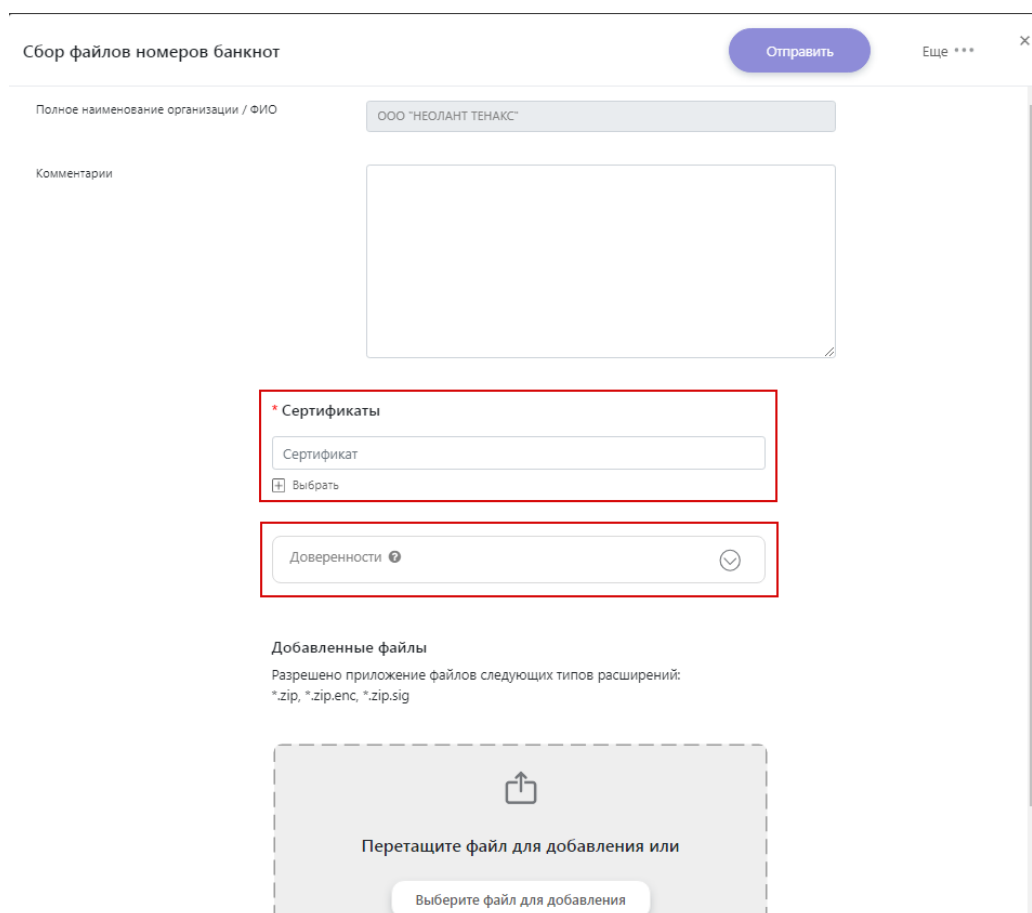 Сбор файлов номеров банкнот
Отправить
Еще •••
Полное наименование организации / ФИО
ООО "НЕОЛАНТ ТЕНАКС"
Комментарии
* Сертификаты
Сертификат
Выбрать
Доверенности
Добавленные файлы
Разрешено приложение файлов следующих типов расширений:
*.zip, *.zip.enc, *.zip.sig
Перетащите файл для добавления или
Выберите файл для добавления